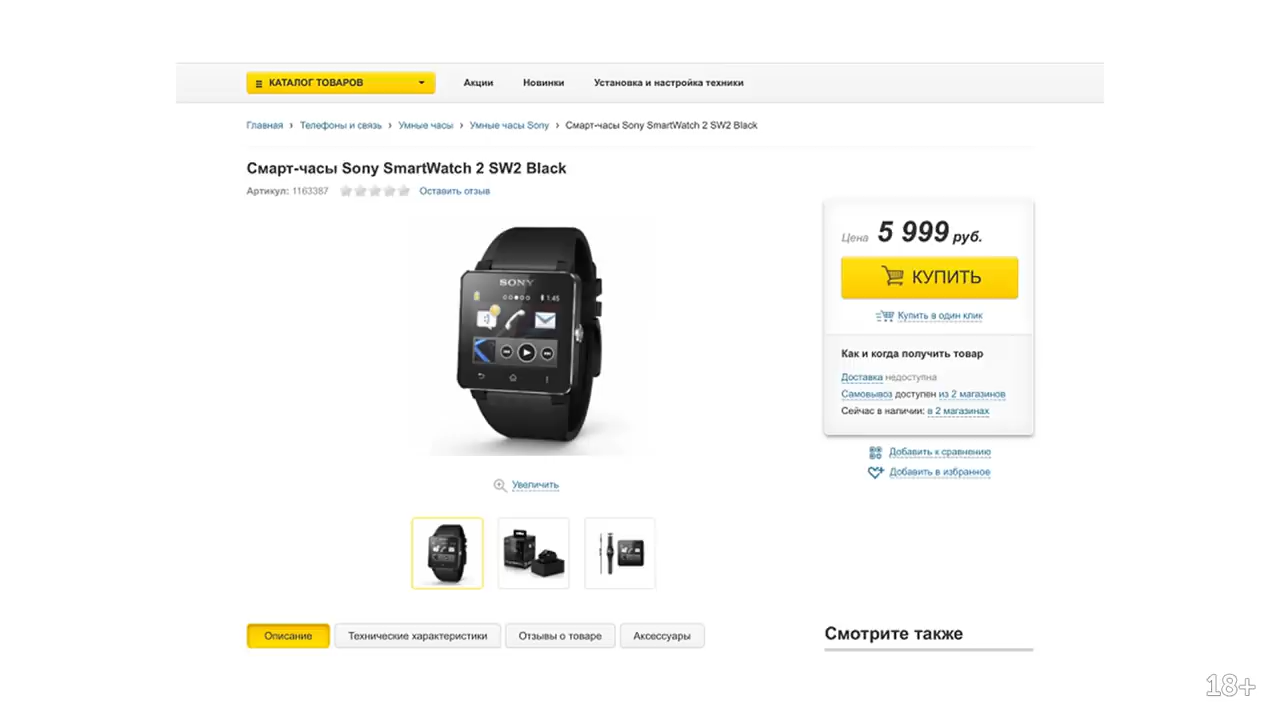 КАТАЛОГ ТОВАРОВ
Акции
Новинки
Установка и настройка техники
Главная › Телефоны и связь › Умные часы › Умные часы Sony › Смарт-часы Sony SmartWatch 2 SW2 Black
Смарт-часы Sony SmartWatch 2 SW2 Black
Артикул: 1163387
Оставить отзыв
SONY
1:45
Увеличить
Цена 5 999 руб.
КУПИТЬ
Купить в один клик
Как и когда получить товар
Доставка недоступна
Самовывоз доступен из 2 магазинов
Сейчас в наличии: в 2 магазинах
Добавить к сравнению
Добавить в избранное
Описание
Технические характеристики
Отзывы о товаре
Аксессуары
Смотрите также
18+